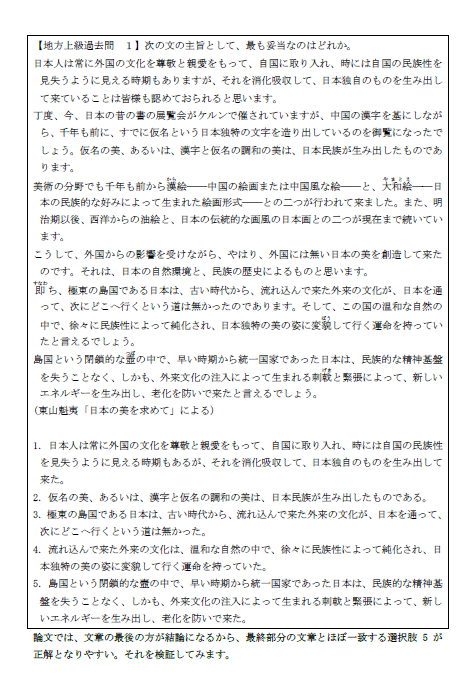 【地方上級過去問　１】次の文の主旨として、最も妥当なのはどれか。
日本人は常に外国の文化を尊敬と親愛をもって、自国に取り入れ、時には自国の民族性を
見失うように見える時期もありますが、それを消化吸収して、日本独自のものを生み出し
て来ていることは皆様も認めておられると思います。
丁度、今、日本の昔の書の展覧会がケルンで催されていますが、中国の漢字を基にしなが
ら、千年も前に、すでに仮名という日本独特の文字を造り出しているのを御覧になったで
しょう。仮名の美、あるいは、漢字と仮名の調和の美は、日本民族が生み出したものであ
ります。
美術の分野でも千年も前から漢絵――中国の絵画または中国風な絵――と、大和絵――日
本の民族的な好みによって生まれた絵画形式――との二つが行われて来ました。また、明
治期以後、西洋からの油絵と、日本の伝統的な画風の日本画との二つが現在まで続いてい
ます。
こうして、外国からの影響を受けながら、やはり、外国には無い日本の美を創造して来た
のです。それは、日本の自然環境と、民族の歴史によるものと思います。
即ち、極東の島国である日本は、古い時代から、流れ込んで来た外来の文化が、日本を通
って、次にどこへ行くという道は無かったのであります。そして、この国の温和な自然の
中で、徐々に民族性によって純化され、日本独特の美の姿に変貌して行く運命を持ってい
たと言えるでしょう。
島国という閉鎖的な壺の中で、早い時期から統一国家であった日本は、民族的な精神基盤
を失うことなく、しかも、外来文化の注入によって生まれる刺戟と緊張によって、新しい
エネルギーを生み出し、老化を防いで来たと言えるでしょう。
(東山魁夷「日本の美を求めて」による)
1. 日本人は常に外国の文化を尊敬と親愛をもって、自国に取り入れ、時には自国の民族性
を見失うように見える時期もあるが、それを消化吸収して、日本独自のものを生み出して
来た。
2. 仮名の美、あるいは、漢字と仮名の調和の美は、日本民族が生み出したものである。
3. 極東の島国である日本は、古い時代から、流れ込んで来た外来の文化が、日本を通って、
次にどこへ行くという道は無かった。
4. 流れ込んで来た外来の文化は、温和な自然の中で、徐々に民族性によって純化され、日
本独特の美の姿に変貌して行く運命を持っていた。
5. 島国という閉鎖的な壺の中で、早い時期から統一国家であった日本は、民族的な精神基
盤を失うことなく、しかも、外来文化の注入によって生まれる刺戟と緊張によって、新し
いエネルギーを生み出し、老化を防いで来た。
論文では、文章の最後の方が結論になるから、最終部分の文章とほぼ一致する選択肢 5 が
正解となりやすい。それを検証してみます。